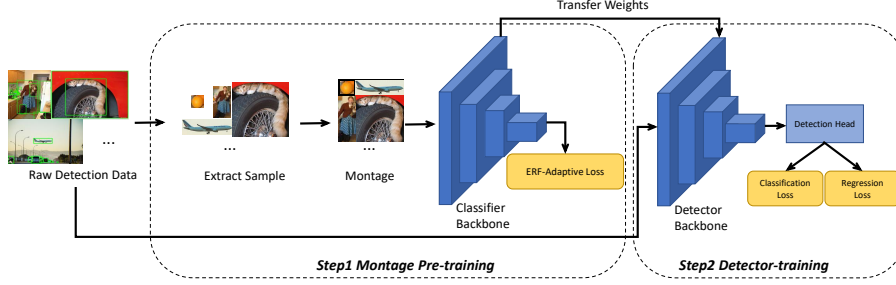 Transfer Weights
...
Raw Detection Data
...
Extract Sample
...
Montage
Classifier
Backbone
ERF-Adaptive Loss
Step1 Montage Pre-training
Detector
Backbone
Detection Head
Classification
Loss
Regression
Loss
Step2 Detector-training